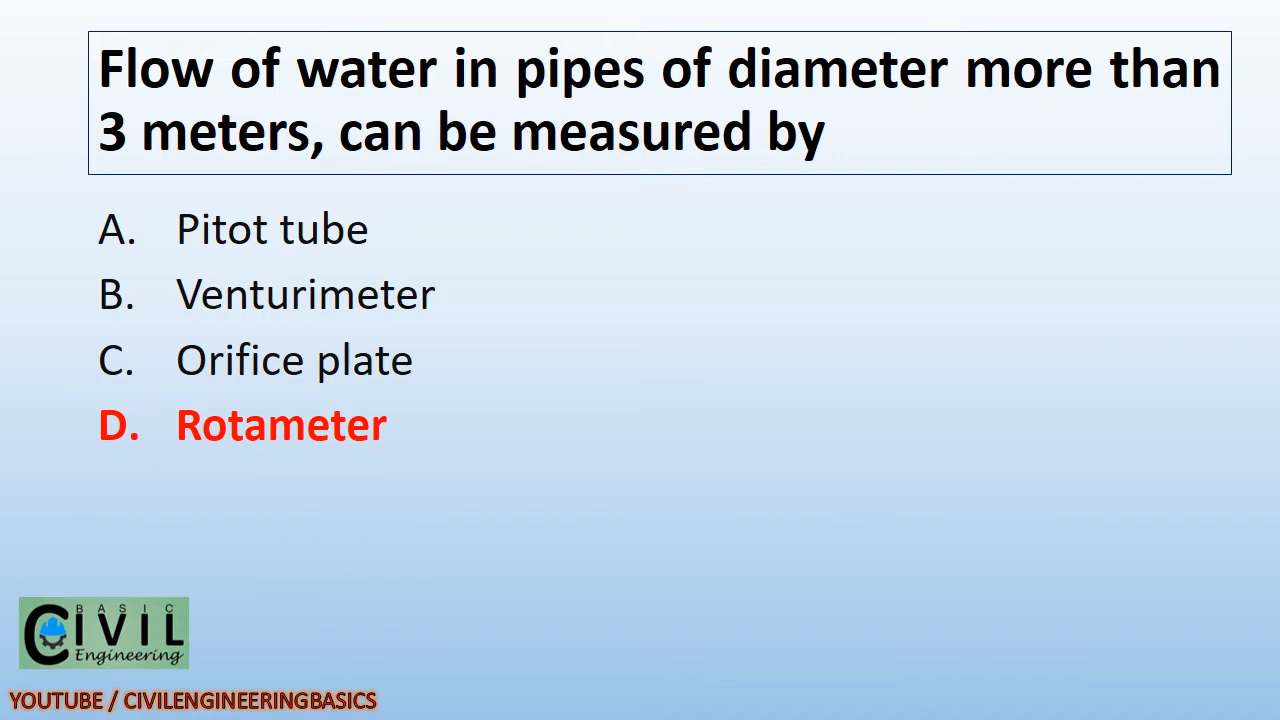 Flow of water in pipes of diameter more than
3 meters, can be measured by
A. Pitot tube
B. Venturimeter
C. Orifice plate
D. Rotameter
BASIC
CIVIL
Engineering
YOUTUBE / CIVILENGINEERINGBASICS